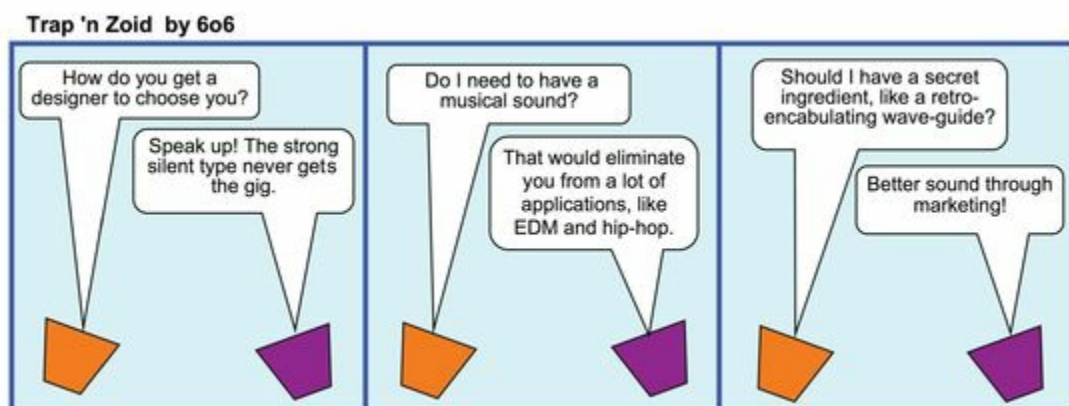 Trap 'n Zoid by 6o6
How do you get a
designer to choose you?
Speak up! The strong
silent type never gets
the gig.
Do I need to have a
musical sound?
That would eliminate
you from a lot of
applications, like
EDM and hip-hop.
Should I have a secret
ingredient, like a retro-
encabulating wave-guide?
Better sound through
marketing!